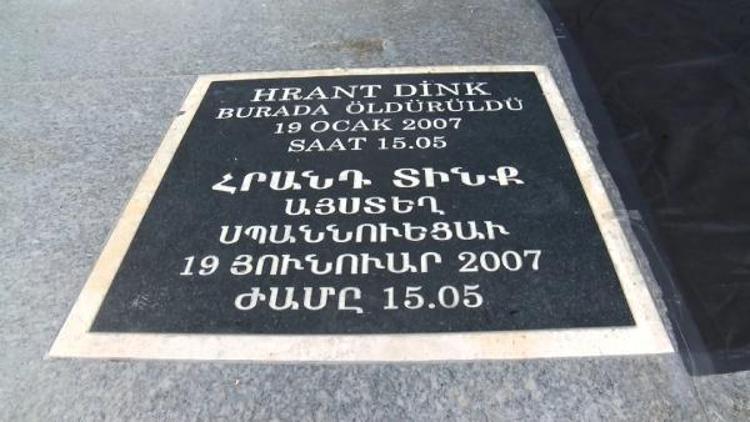 HRANT DİNK
BURADA ÖLDÜRÜLDÜ
19 OCAK 2007
SAAT 15.05
ՀՐԱՆԴ ՏԻՆՔ
ԱՅՍՏԵՂ
ՍՊԱՆՆՈՒԵՑԱՒ
19 ՅՈՒՆՈՒԱՐ 2007
ԺԱՄԸ 15.05